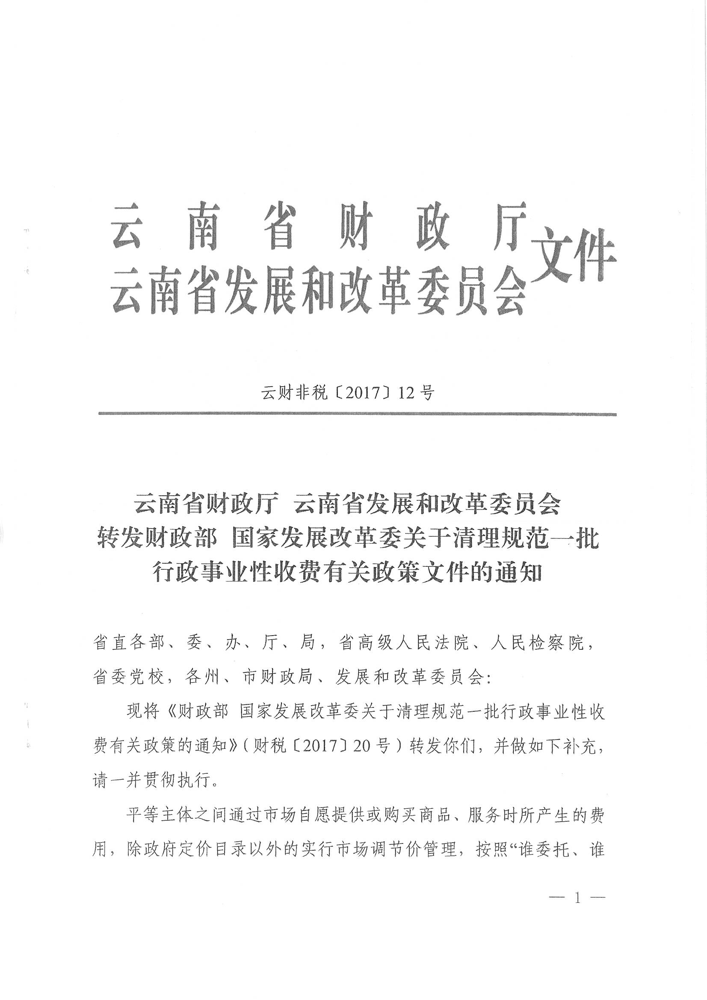 云南省财政厅
云南省发展和改革委员会
文件
云财非税〔2017〕12号
云南省财政厅 云南省发展和改革委员会
转发财政部 国家发展改革委关于清理规范一批
行政事业性收费有关政策文件的通知
省直各部、委、办、厅、局，省高级人民法院、人民检察院，
省委党校，各州、市财政局、发展和改革委员会：
现将《财政部 国家发展改革委关于清理规范一批行政事业性收
费有关政策的通知》（财税〔2017〕20号）转发你们，并做如下补充，
请一并贯彻执行。
平等主体之间通过市场自愿提供或购买商品、服务时所产生的费
用，除政府定价目录以外的实行市场调节价管理，按照“谁委托、谁
— 1 —